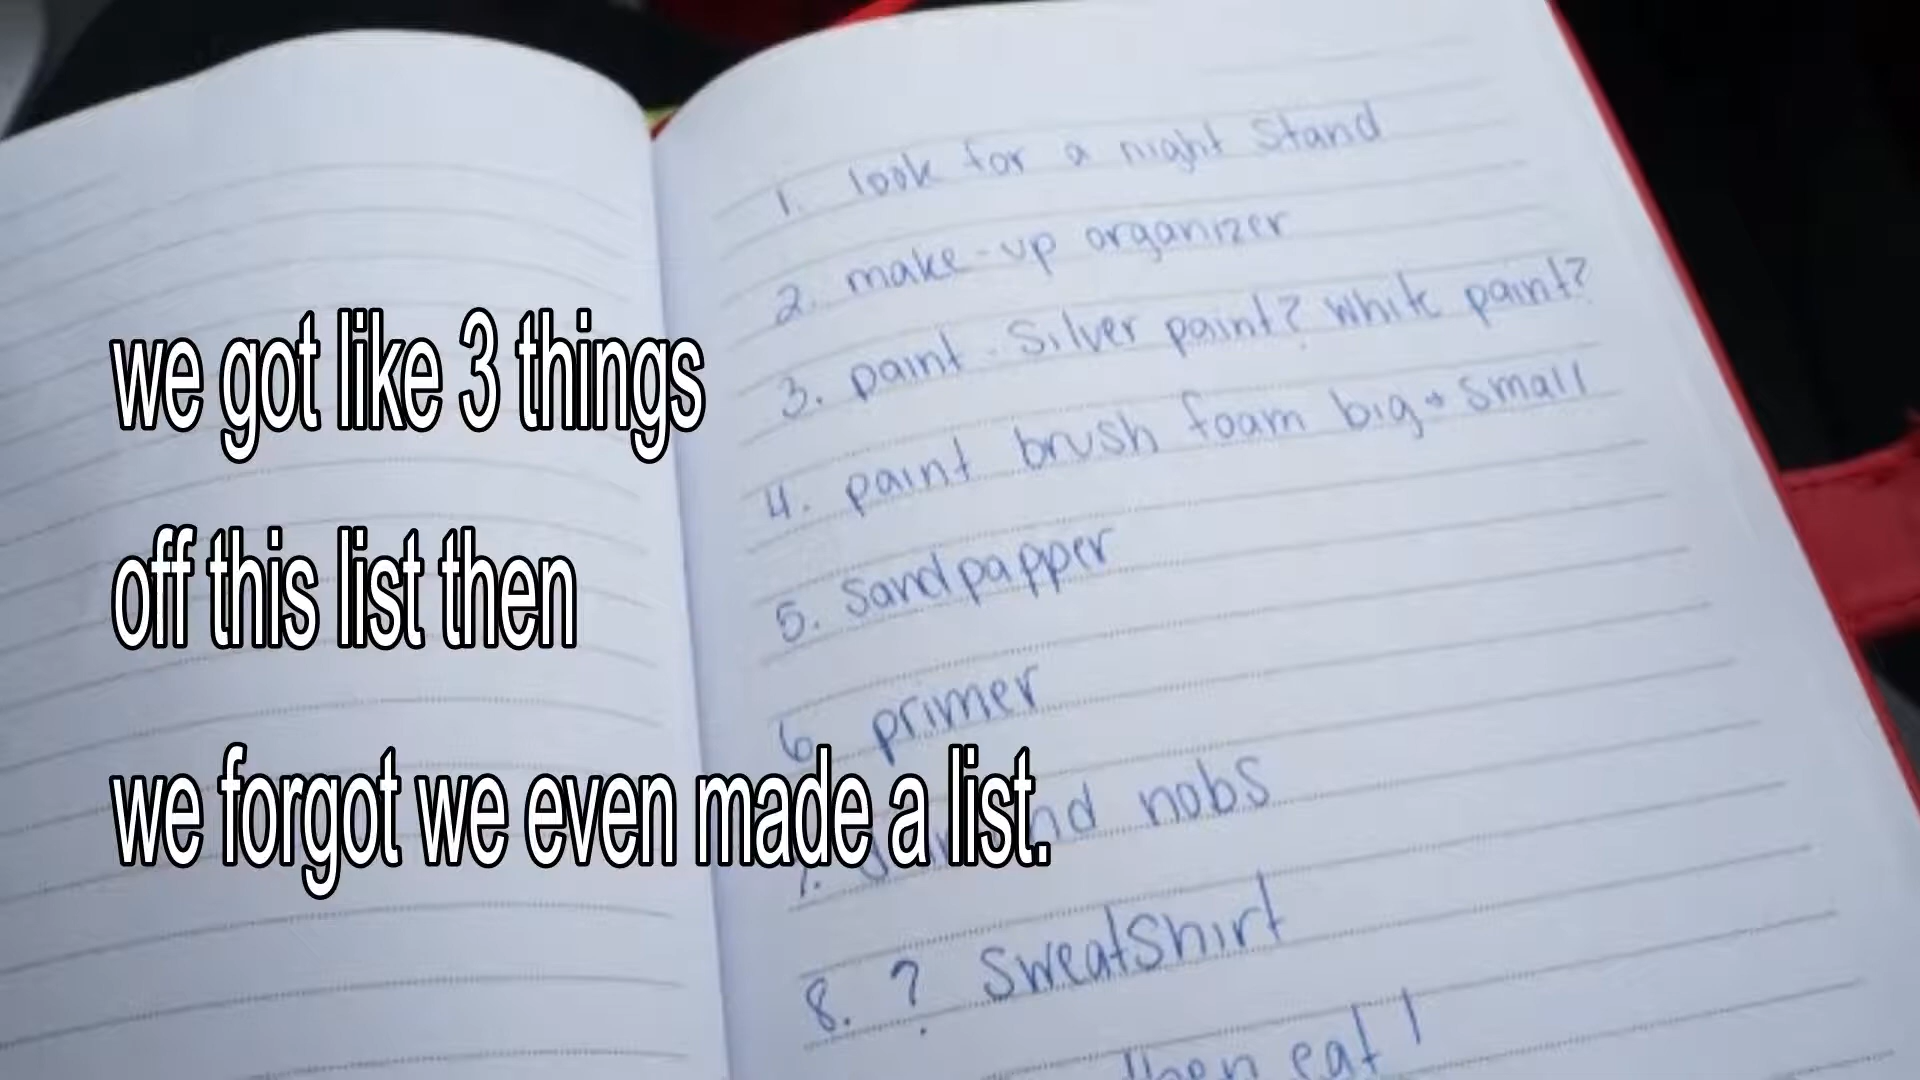 1. look for a night Stand
2. make-up organizer
3. paint - Silver paint? white paint?
4. paint brush foam big + small
5. Sandpapper
6. primer
7. nobs
8. ? SweatShirt
then eat!
we got like 3 things
off this list then
we forgot we even made a list.